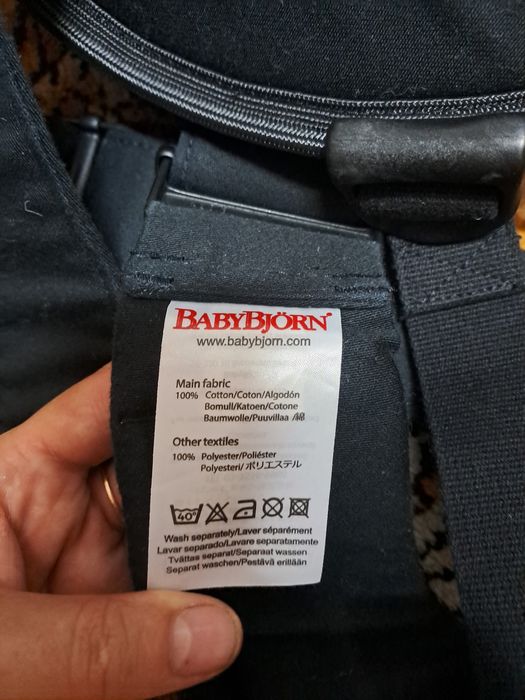 BABYBJÖRN®
www.babybjorn.com
Main fabric
100% Cotton/Coton/Algodón
Bomull/Katoen/Cotone
Baumwolle/Puuvillaa /綿
Other textiles
100% Polyester/Poliéster
Polyesteri/ポリエステル
40°
Wash separately/Laver séparément
Lavar separado/Lavare separatamente
Tvättas separat/Separaat wassen
Separat waschen/Pestävä erillään